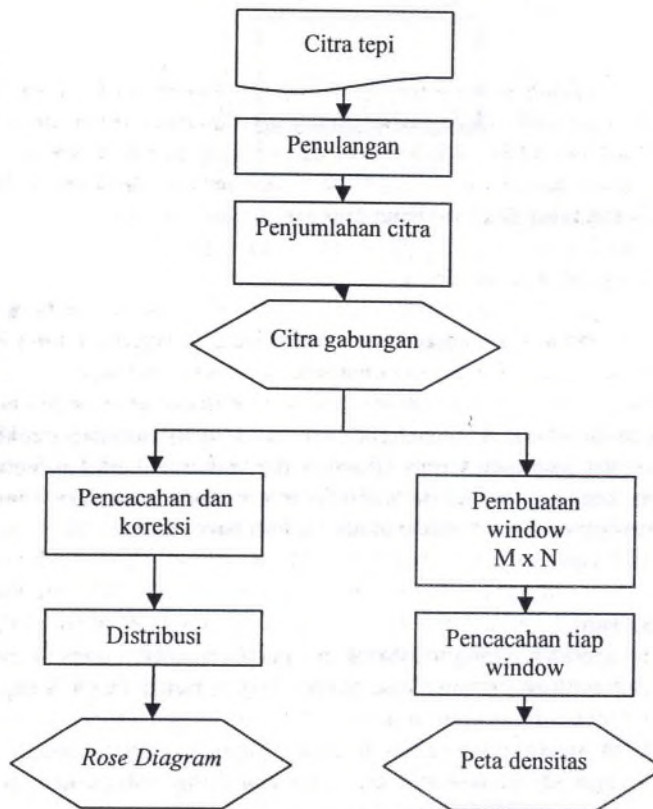 Citra tepi
Penulangan
Penjumlahan citra
Citra gabungan
Pencacahan dan
koreksi
Distribusi
Rose Diagram
Pembuatan
window
M x N
Pencacahan tiap
window
Peta densitas